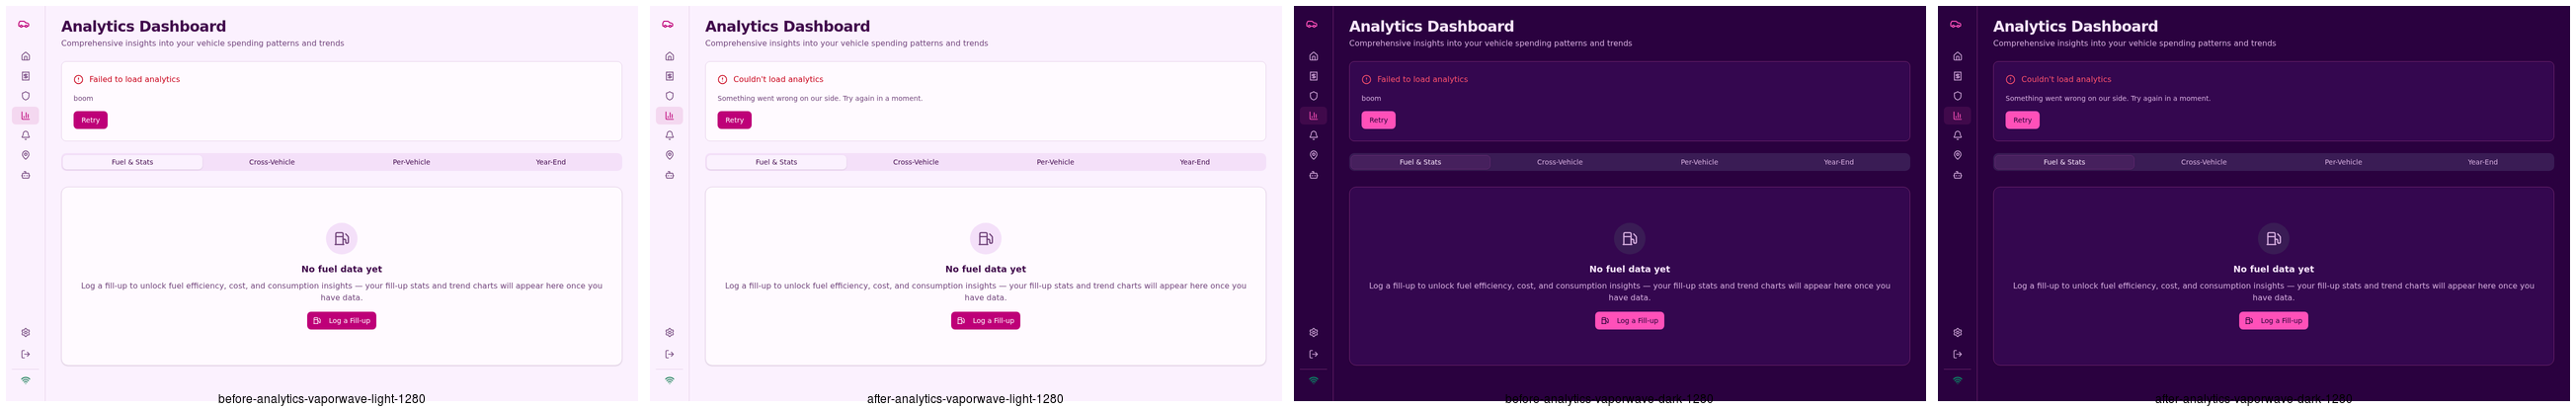 Analytics Dashboard
Comprehensive insights into your vehicle spending patterns and trends
Failed to load analytics
boom
Retry
Fuel & Stats Cross-Vehicle Per-Vehicle Year-End
No fuel data yet
Log a fill-up to unlock fuel efficiency, cost, and consumption insights — your fill-up stats and trend charts will appear here once you
have data.
Log a Fill-up
before-analytics-vaporwave-light-1280
Analytics Dashboard
Comprehensive insights into your vehicle spending patterns and trends
Couldn't load analytics
Something went wrong on our side. Try again in a moment.
Retry
Fuel & Stats Cross-Vehicle Per-Vehicle Year-End
No fuel data yet
Log a fill-up to unlock fuel efficiency, cost, and consumption insights — your fill-up stats and trend charts will appear here once you
have data.
Log a Fill-up
after-analytics-vaporwave-light-1280
Analytics Dashboard
Comprehensive insights into your vehicle spending patterns and trends
Failed to load analytics
boom
Retry
Fuel & Stats Cross-Vehicle Per-Vehicle Year-End
No fuel data yet
Log a fill-up to unlock fuel efficiency, cost, and consumption insights — your fill-up stats and trend charts will appear here once you
have data.
Log a Fill-up
before-analytics-vaporwave-dark-1280
Analytics Dashboard
Comprehensive insights into your vehicle spending patterns and trends
Couldn't load analytics
Something went wrong on our side. Try again in a moment.
Retry
Fuel & Stats Cross-Vehicle Per-Vehicle Year-End
No fuel data yet
Log a fill-up to unlock fuel efficiency, cost, and consumption insights — your fill-up stats and trend charts will appear here once you
have data.
Log a Fill-up
after-analytics-vaporwave-dark-1280